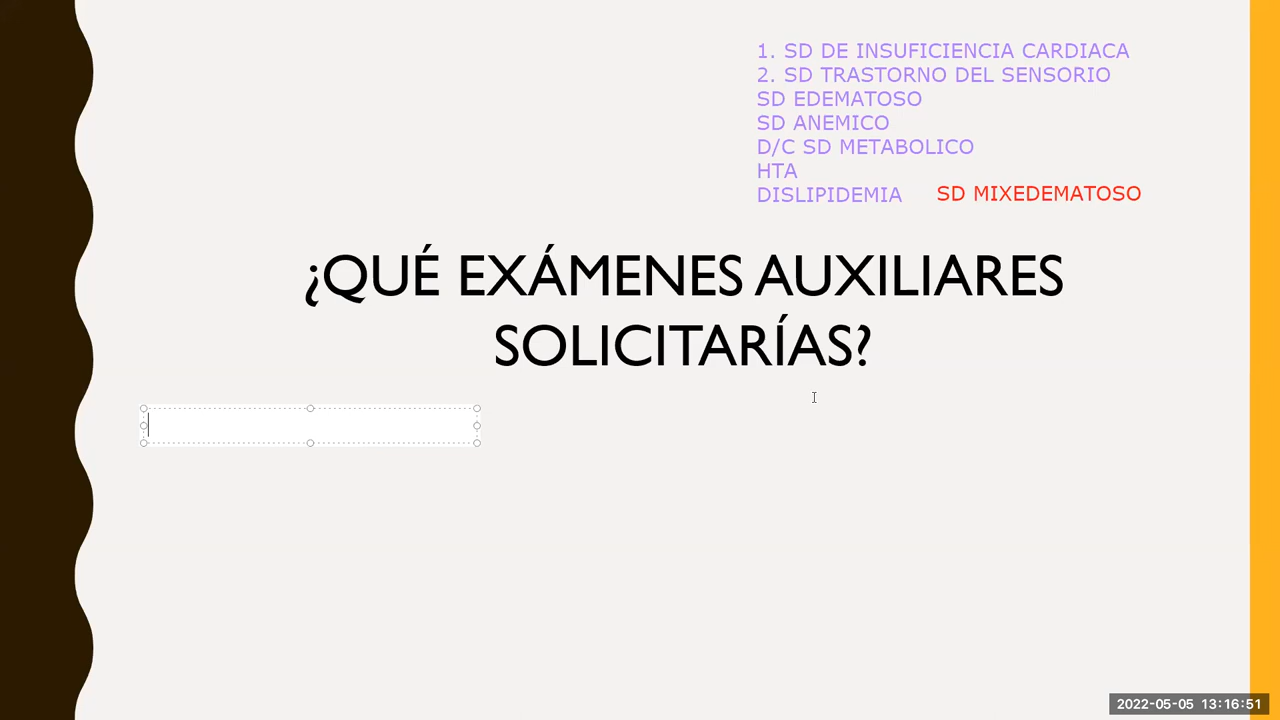 1. SD DE INSUFICIENCIA CARDIACA
2. SD TRASTORNO DEL SENSORIO
SD EDEMATOSO
SD ANEMICO
D/C SD METABOLICO
HTA
DISLIPIDEMIA SD MIXEDEMATOSO
¿QUÉ EXÁMENES AUXILIARES
SOLICITARÍAS?
2022-05-05 13:16:51